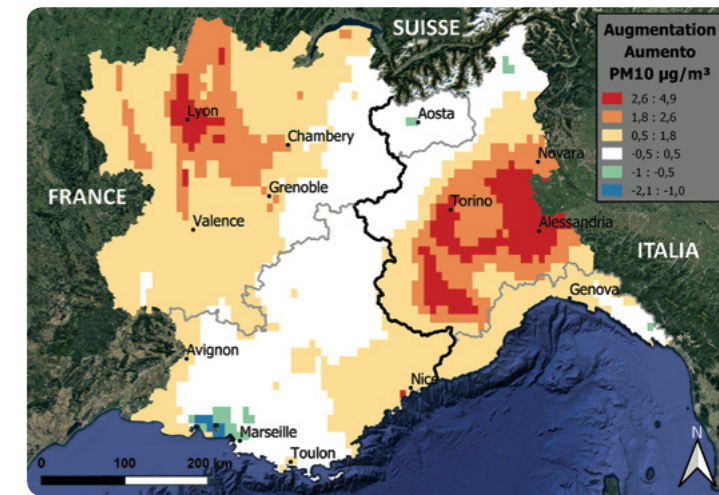 SUISSE
Augmentation
Aumento
PM10 µg/m³
2,6 : 4,9
1,8 : 2,6
0,5 : 1,8
-0,5 : 0,5
-1 : -0,5
-2,1 : -1,0
Lyon
Aosta
Chambery
Novara
FRANCE
Grenoble
Torino
Valence
Alessandria
ITALIA
Genova
Avignon
Nice
Marseille
Toulon
N
0 100 200 km